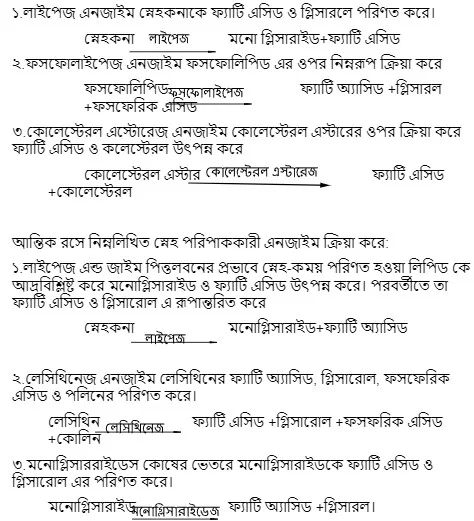 ১.লাইপেজ এনজাইম স্নেহকনাকে ফ্যাটি এসিড ও গ্লিসারলে পরিণত করে।
স্নেহকনা লাইপেজ মনো গ্লিসারাইড+ফ্যাটি এসিড
২.ফসফোলাইপেজ এনজাইম ফসফোলিপিড এর ওপর নিম্নরূপ ক্রিয়া করে
ফসফোলিপিড ফসফোলাইপেজ ফ্যাটি অ্যাসিড +গ্লিসারল
+ফসফেরিক এসিড
৩.কোলেস্টেরল এস্টোরেজ এনজাইম কোলেস্টেরল এস্টারের ওপর ক্রিয়া করে
ফ্যাটি এসিড ও কলেস্টেরল উৎপন্ন করে
কোলেস্টেরল এস্টার কোলেস্টেরল এস্টারেজ ফ্যাটি এসিড
+কোলেস্টেরল
আন্তিক রসে নিম্নলিখিত স্নেহ পরিপাককারী এনজাইম ক্রিয়া করে:
১.লাইপেজ এন্ড জাইম পিত্তলবনের প্রভাবে স্নেহ-কময় পরিণত হওয়া লিপিড কে
আদ্রবিশ্লিষ্ট করে মনোগ্লিসারাইড ও ফ্যাটি এসিড উৎপন্ন করে। পরবর্তীতে তা
ফ্যাটি এসিড ও গ্লিসারোল এ রূপান্তরিত করে
স্নেহকনা লাইপেজ মনোগ্লিসারাইড+ফ্যাটি অ্যাসিড
২.লেসিথিনেজ এনজাইম লেসিথিনের ফ্যাটি অ্যাসিড, গ্লিসারোল, ফসফেরিক
এসিড ও পলিনের পরিণত করে।
লেসিথিন লেসিথিনেজ ফ্যাটি এসিড +গ্লিসারোল +ফসফরিক এসিড
+কোলিন
৩.মনোগ্লিসাররাইডেস কোষের ভেতরে মনোগ্লিসারাইডকে ফ্যাটি এসিড ও
গ্লিসারোল এর পরিণত করে।
মনোগ্লিসারাইড মনোগ্লিসারাইডেজ ফ্যাটি অ্যাসিড +গ্লিসারল।